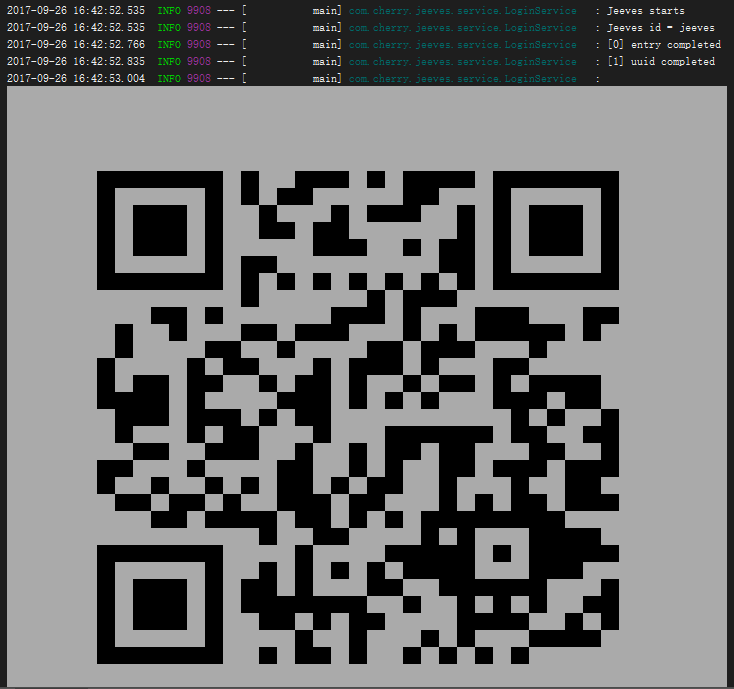 2017-09-26 16:42:52.535  INFO 9908 --- [           main] com.cherry.jeeves.service.LoginService   : Jeeves starts
2017-09-26 16:42:52.535  INFO 9908 --- [           main] com.cherry.jeeves.service.LoginService   : Jeeves id = jeeves
2017-09-26 16:42:52.766  INFO 9908 --- [           main] com.cherry.jeeves.service.LoginService   : [0] entry completed
2017-09-26 16:42:52.835  INFO 9908 --- [           main] com.cherry.jeeves.service.LoginService   : [1] uuid completed
2017-09-26 16:42:53.004  INFO 9908 --- [           main] com.cherry.jeeves.service.LoginService   :